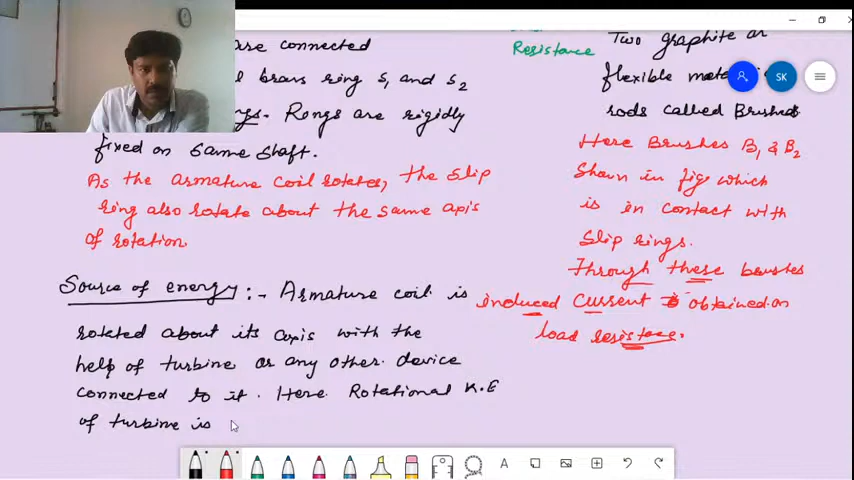 are connected
brass ring S1 and S2
Rings are rigidly
fixed on same shaft.
As the armature coil rotates, the slip
ring also rotate about the same axis
of rotation
Source of energy :- Armature coil is
rotated about its axis with the
help of turbine or any other device
connected to it. Here Rotational K.E
of turbine is
Resistance
Two graphite or
flexible
rods called Brushes
Here Brushes B1 & B2
Shown in fig which
is in contact with
Slip rings.
Through these brushes
induced current is obtained on
load resistance.
SK
A